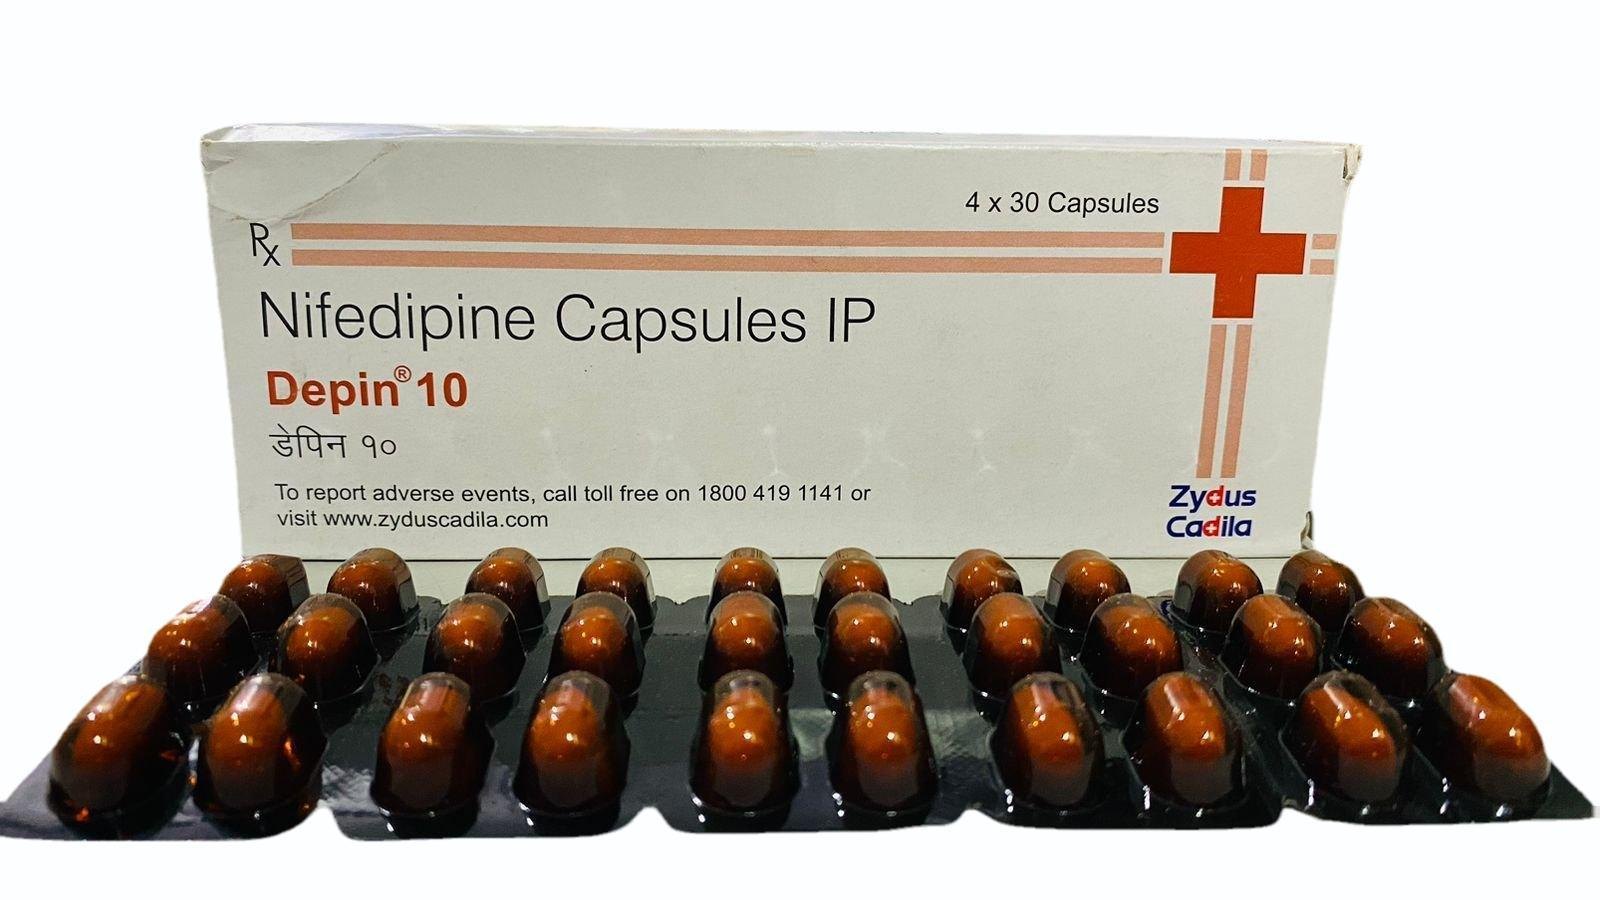 4 x 30 Capsules
Rx
Nifedipine Capsules IP
Depin® 10
डेपिन १०
To report adverse events, call toll free on 1800 419 1141 or
visit www.zyduscadila.com
Zydus
Cadila